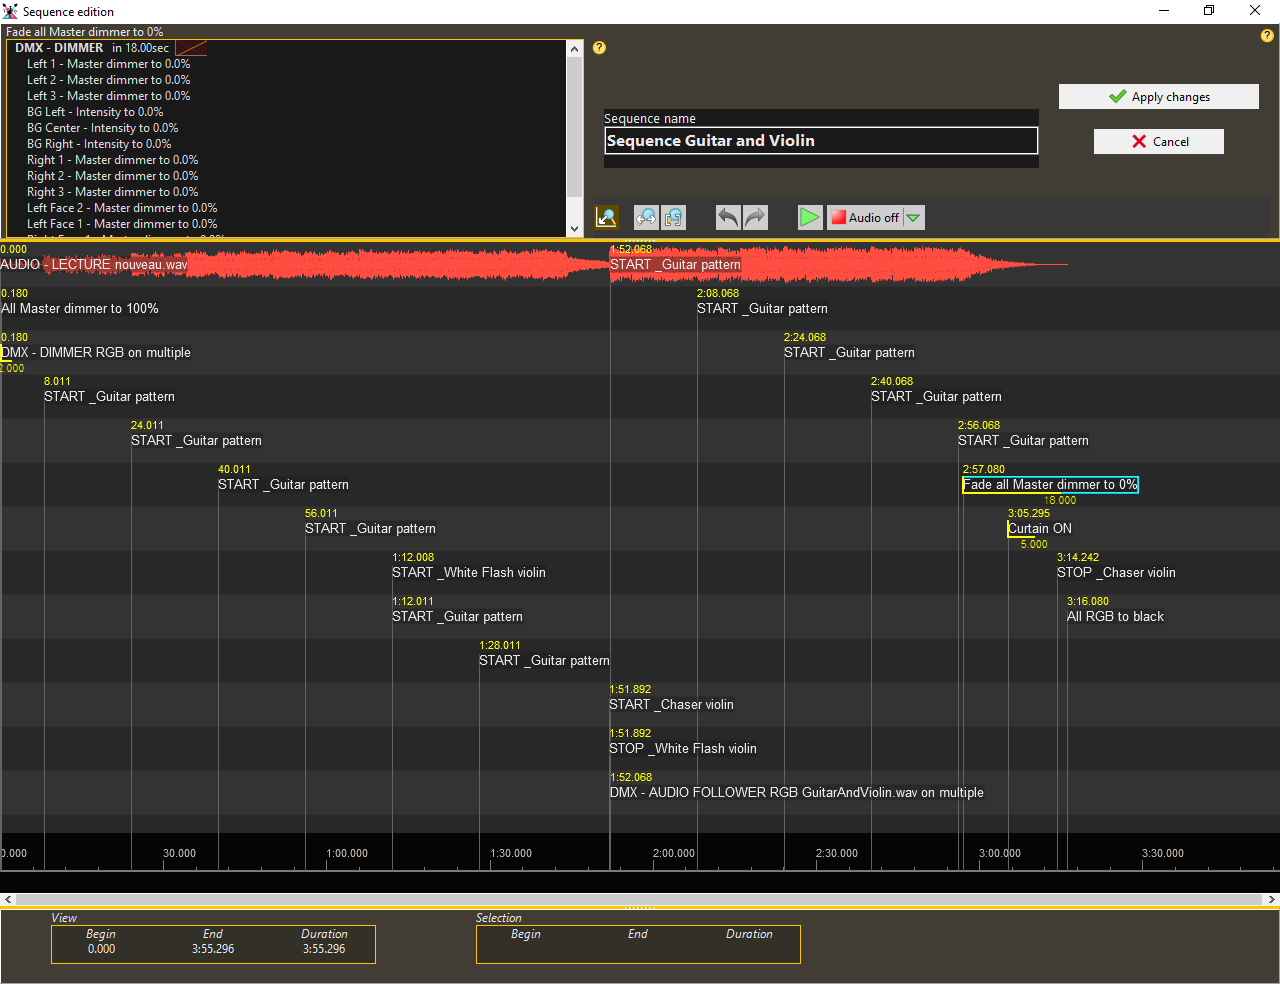 Sequence edition
Fade all Master dimmer to 0%
DMX - DIMMER in 18.00sec
Left 1 - Master dimmer to 0.0%
Left 2 - Master dimmer to 0.0%
Left 3 - Master dimmer to 0.0%
BG Left - Intensity to 0.0%
BG Center - Intensity to 0.0%
BG Right - Intensity to 0.0%
Right 1 - Master dimmer to 0.0%
Right 2 - Master dimmer to 0.0%
Right 3 - Master dimmer to 0.0%
Left Face 2 - Master dimmer to 0.0%
Left Face 1 - Master dimmer to 0.0%
Sequence name
Sequence Guitar and Violin
Apply changes
Cancel
Audio off
0.000
AUDIO - LECTURE nouveau.wav
1:52.068
START _Guitar pattern
0.180
All Master dimmer to 100%
2:08.068
START _Guitar pattern
0.180
DMX - DIMMER RGB on multiple
2.000
2:24.068
START _Guitar pattern
8.011
START _Guitar pattern
2:40.068
START _Guitar pattern
24.011
START _Guitar pattern
2:56.068
START _Guitar pattern
40.011
START _Guitar pattern
2:57.080
Fade all Master dimmer to 0%
18.000
56.011
START _Guitar pattern
3:05.295
Curtain ON
5.000
1:12.008
START _White Flash violin
3:14.242
STOP _Chaser violin
1:12.011
START _Guitar pattern
3:16.080
All RGB to black
1:28.011
START _Guitar pattern
1:51.892
START _Chaser violin
1:51.892
STOP _White Flash violin
1:52.068
DMX - AUDIO FOLLOWER RGB GuitarAndViolin.wav on multiple
0.000 30.000 1:00.000 1:30.000 2:00.000 2:30.000 3:00.000 3:30.000
View
Begin End Duration
0.000 3:55.296 3:55.296
Selection
Begin End Duration